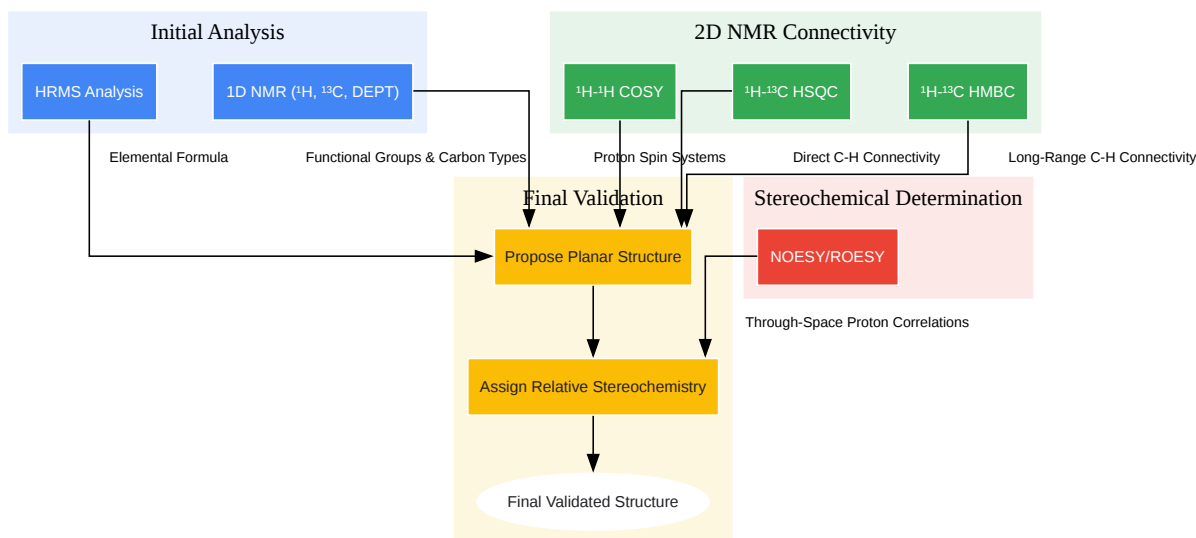 Initial Analysis
2D NMR Connectivity
HRMS Analysis
1D NMR (¹H, ¹³C, DEPT)
¹H-¹H COSY
¹H-¹³C HSQC
¹H-¹³C HMBC
Elemental Formula
Functional Groups & Carbon Types
Proton Spin Systems
Direct C-H Connectivity
Long-Range C-H Connectivity
Final Validation
Stereochemical Determination
Propose Planar Structure
NOESY/ROESY
Through-Space Proton Correlations
Assign Relative Stereochemistry
Final Validated Structure